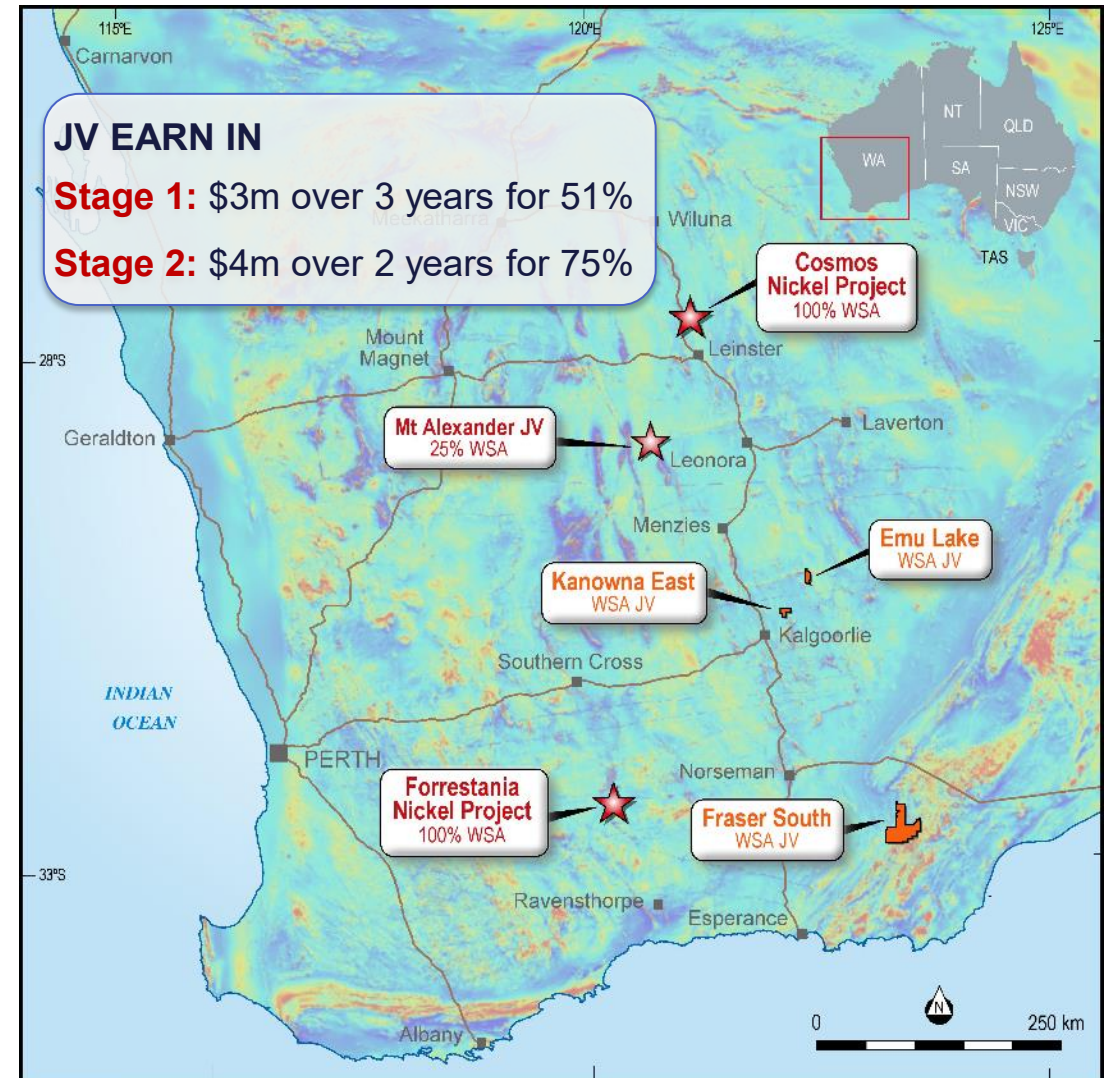 115°E
120°E
125°E
Carnarvon
JV EARN IN
Stage 1: $3m over 3 years for 51%
Meekatharra
Stage 2: $4m over 2 years for 75%
NT
QLD
WA
SA
NSW
VIC
TAS
Wiluna
Cosmos
Nickel Project
100% WSA
28°S
Mount
Magnet
Leinster
Geraldton
Mt Alexander JV
25% WSA
Leonora
Laverton
Menzies
Emu Lake
WSA JV
Kanowna East
WSA JV
Kalgoorlie
Southern Cross
INDIAN
OCEAN
PERTH
Norseman
Forrestania
Nickel Project
100% WSA
Fraser South
WSA JV
33°S
Ravensthorpe
Esperance
Albany
N
0
250 km